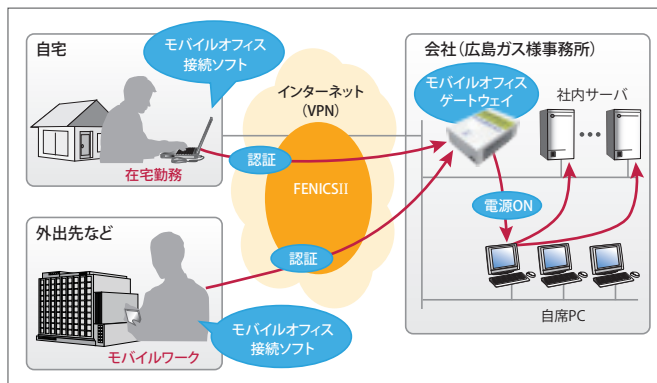 自宅
モバイルオフィス
接続ソフト
在宅勤務
外出先など
モバイルワーク
モバイルオフィス
接続ソフト
インターネット
(VPN)
FENICSII
認証
認証
会社(広島ガス様事務所)
モバイルオフィス
ゲートウェイ
社内サーバ
電源ON
自席PC